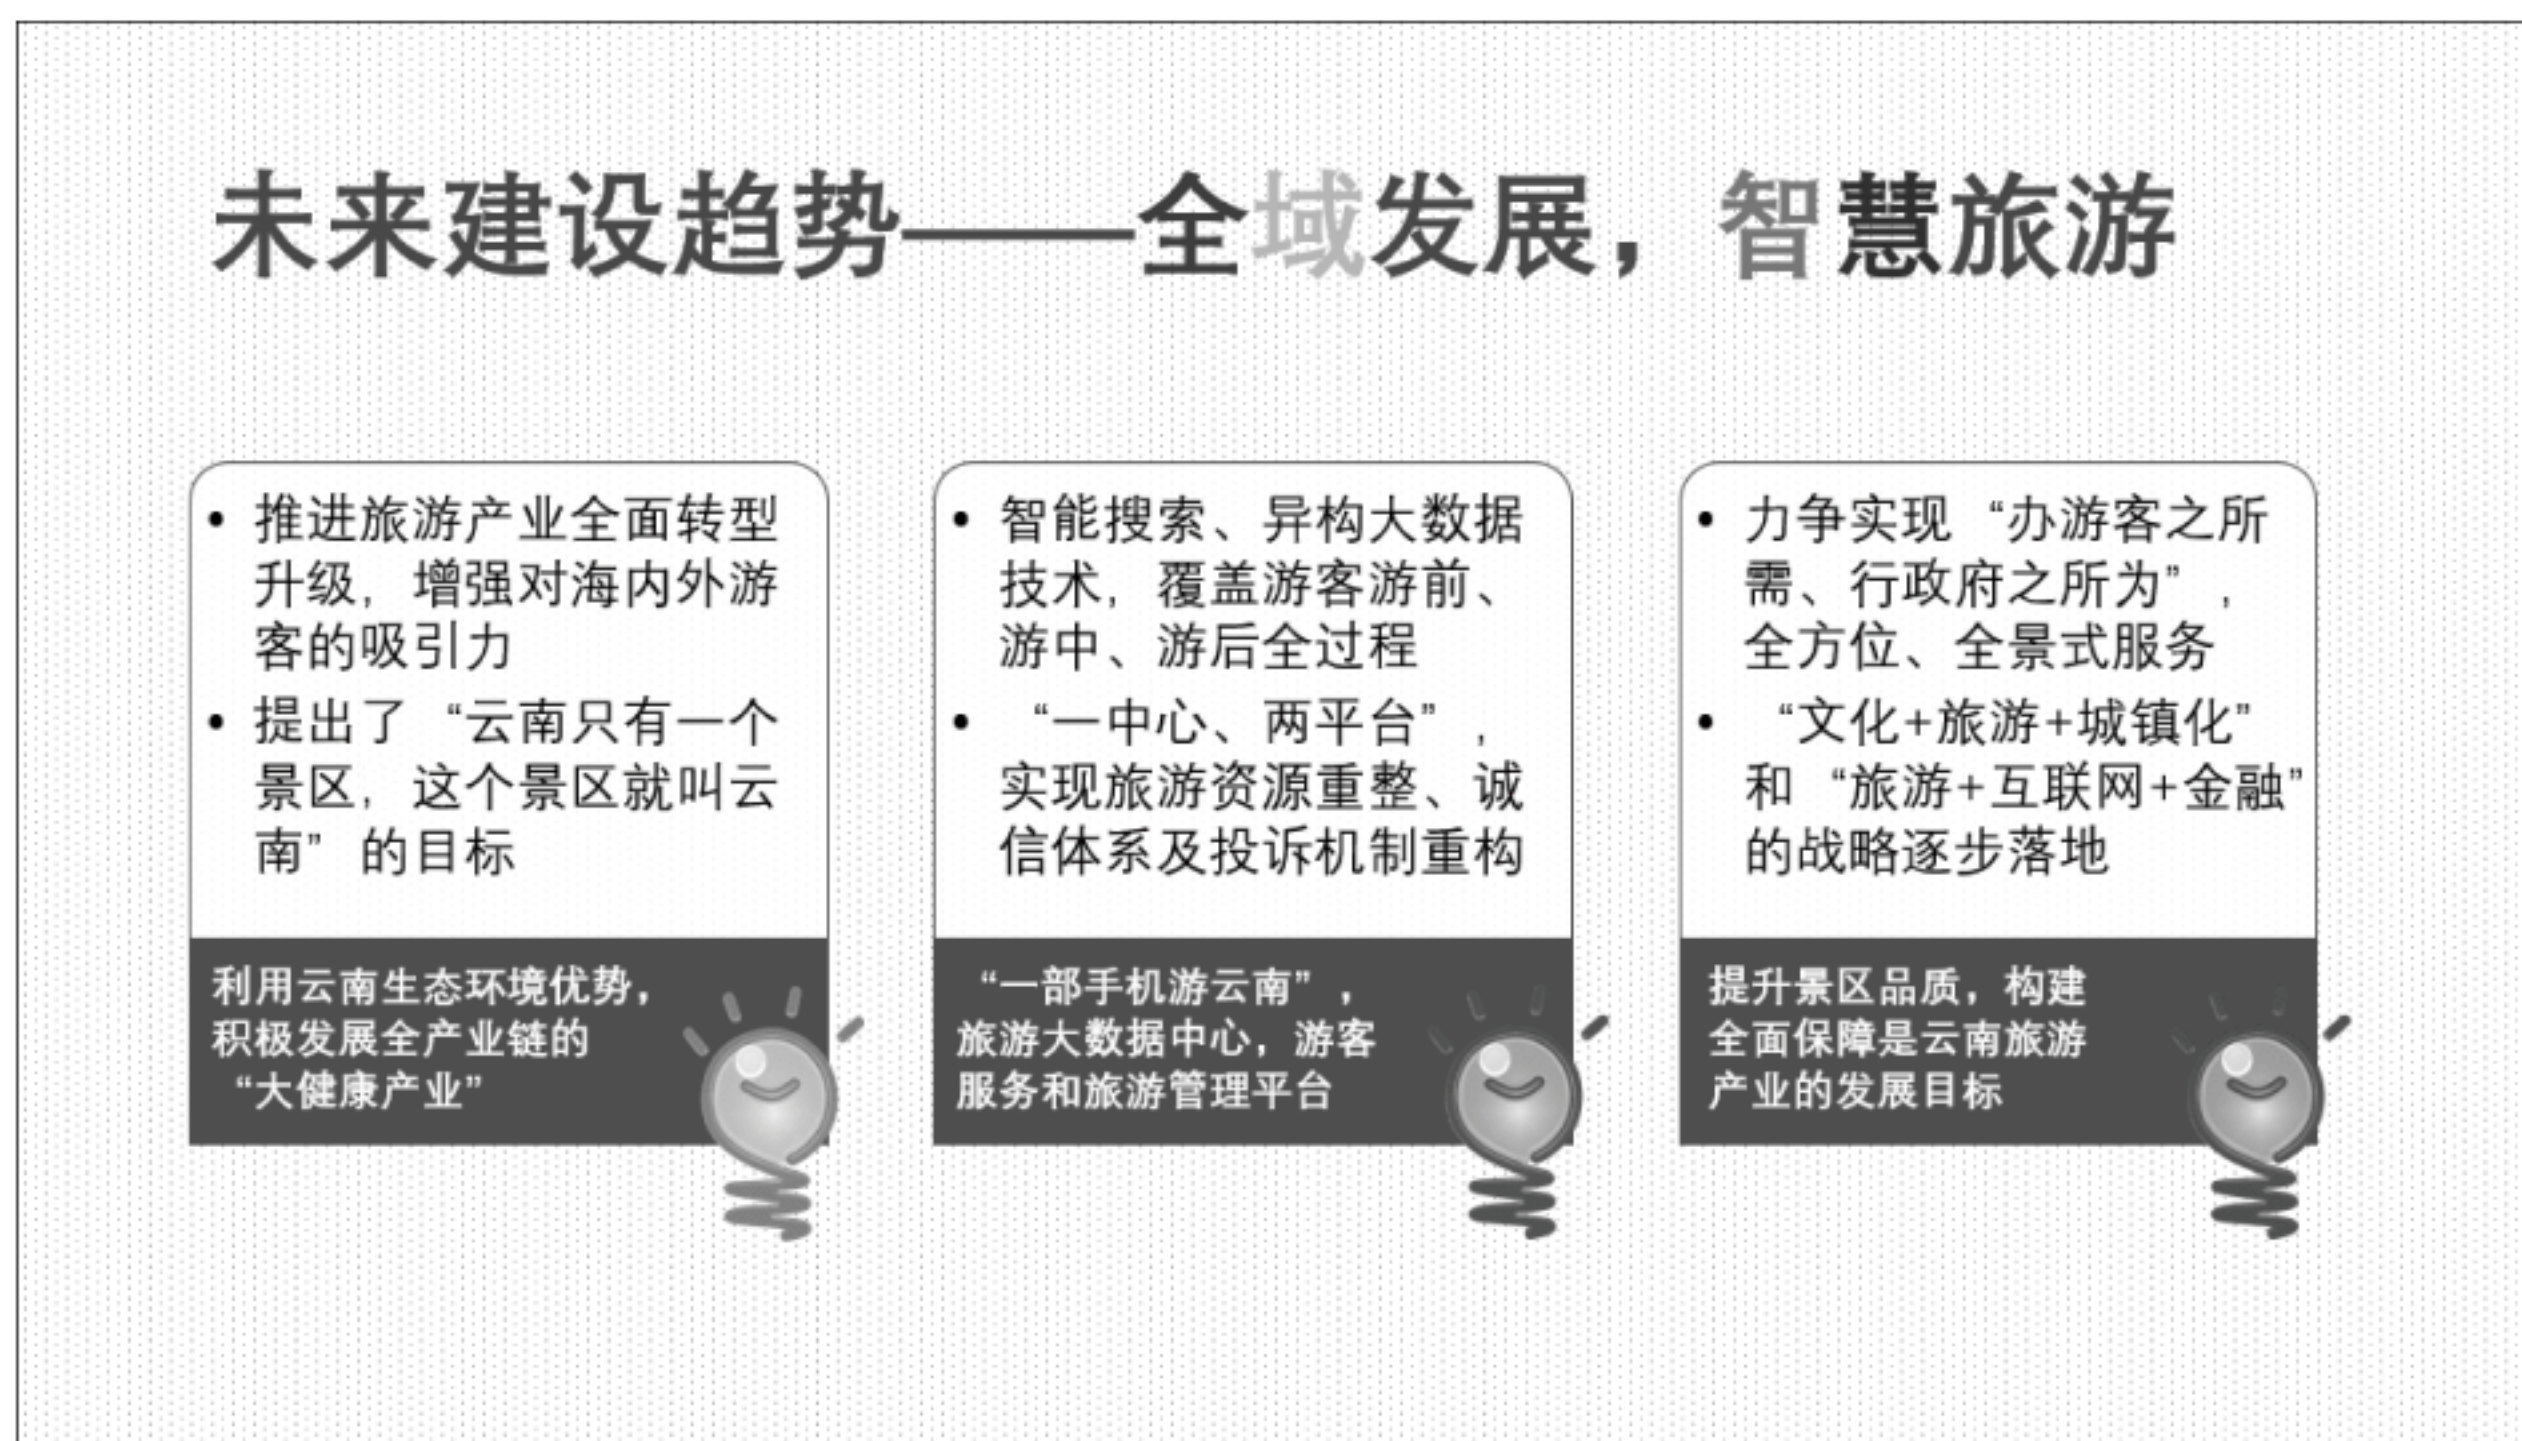 未来建设趋势——全域发展，智慧旅游
• 推进旅游产业全面转型
升级，增强对海内外游
客的吸引力
• 提出了“云南只有一个
景区，这个景区就叫云
南”的目标
利用云南生态环境优势，
积极发展全产业链的
“大健康产业”
• 智能搜索、异构大数据
技术，覆盖游客游前、
游中、游后全过程
• “一中心、两平台”，
实现旅游资源重整、诚
信体系及投诉机制重构
“一部手机游云南”，
旅游大数据中心，游客
服务和旅游管理平台
• 力争实现“办游客之所
需、行政府之所为”，
全方位、全景式服务
• “文化+旅游+城镇化”
和“旅游+互联网+金融”
的战略逐步落地
提升景区品质，构建
全面保障是云南旅游
产业的发展目标